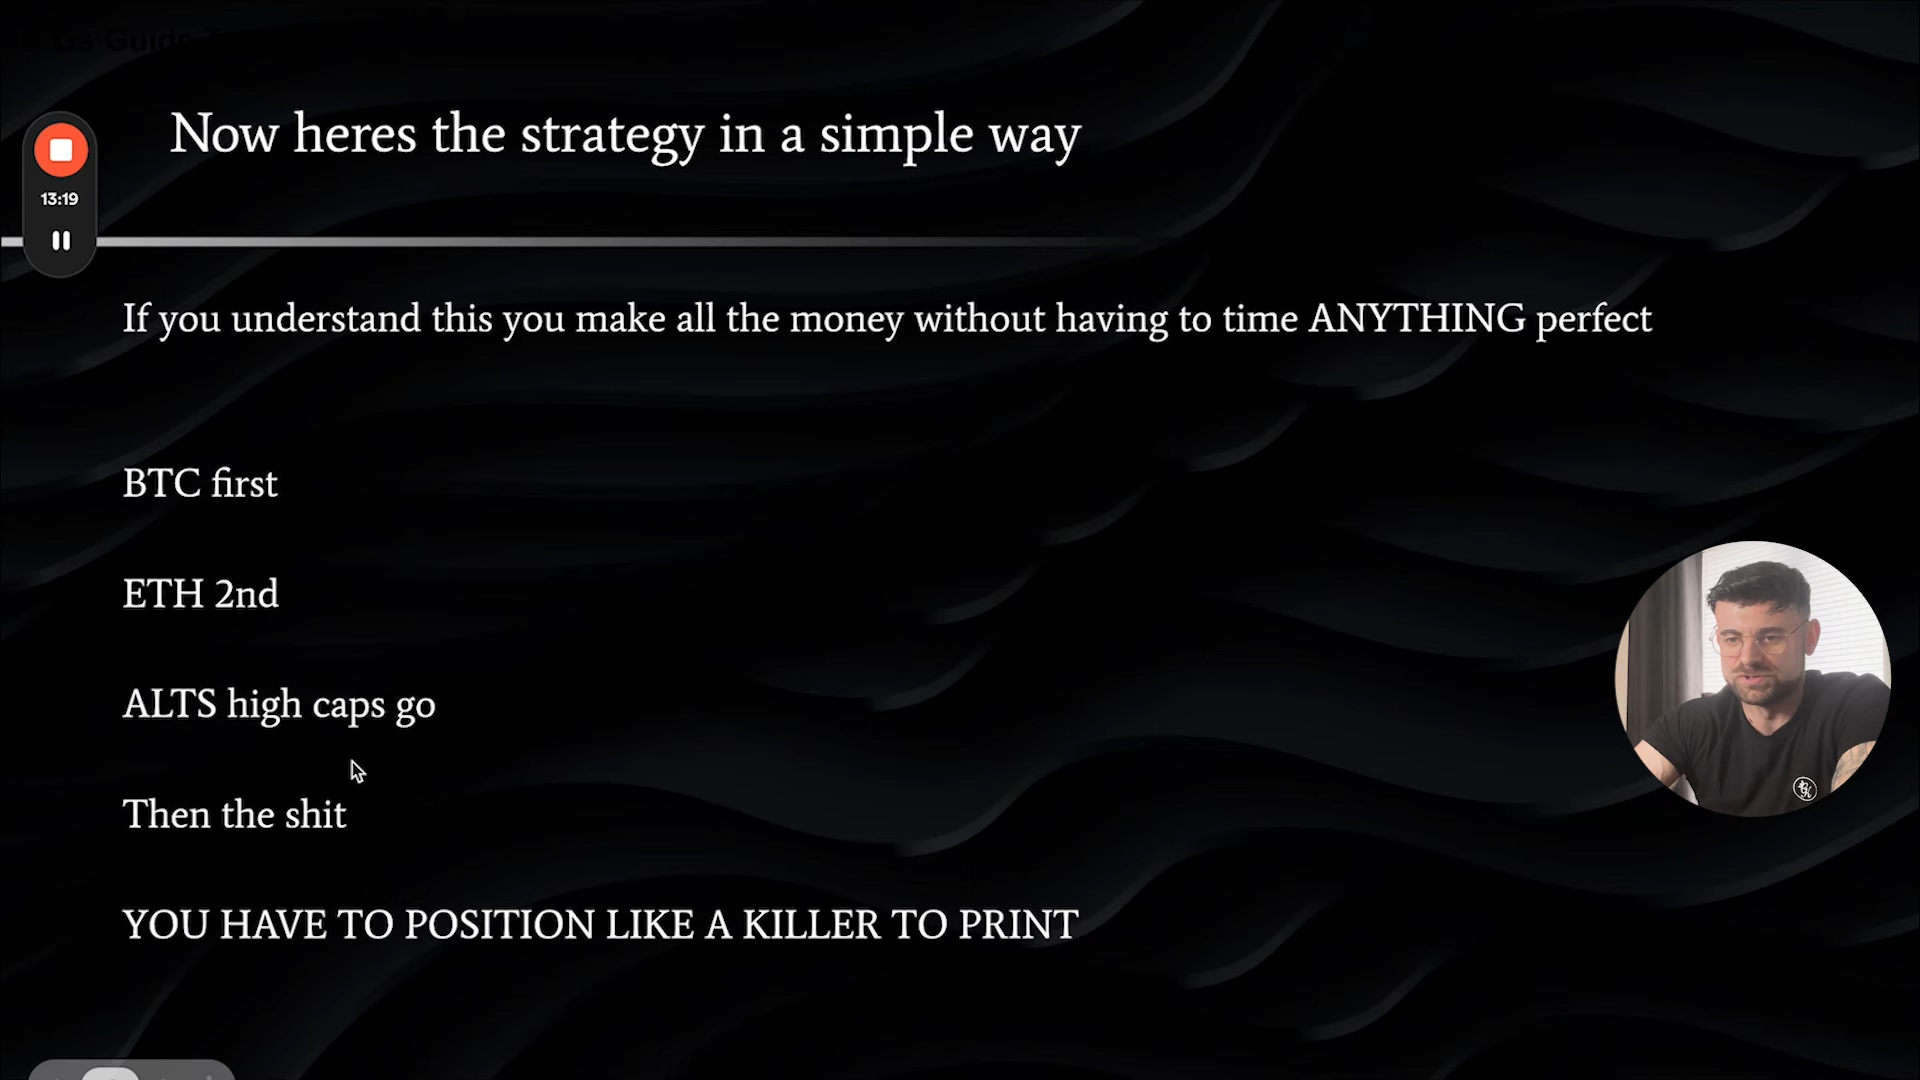 Gs Guide
Now heres the strategy in a simple way
13:19
If you understand this you make all the money without having to time ANYTHING perfect
BTC first
ETH 2nd
ALTS high caps go
Then the shit
YOU HAVE TO POSITION LIKE A KILLER TO PRINT